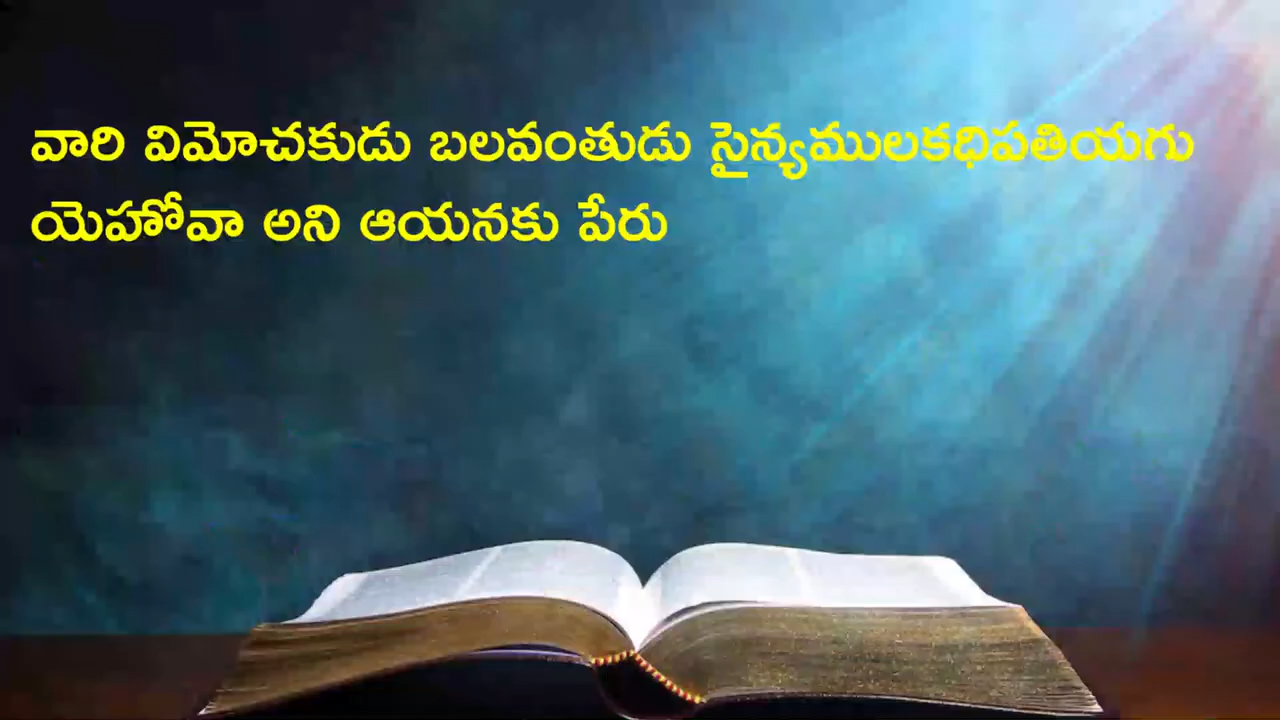 వారి విమోచకుడు బలవంతుడు సైన్యములకధిపతియగు
యెహోవా అని ఆయనకు పేరు